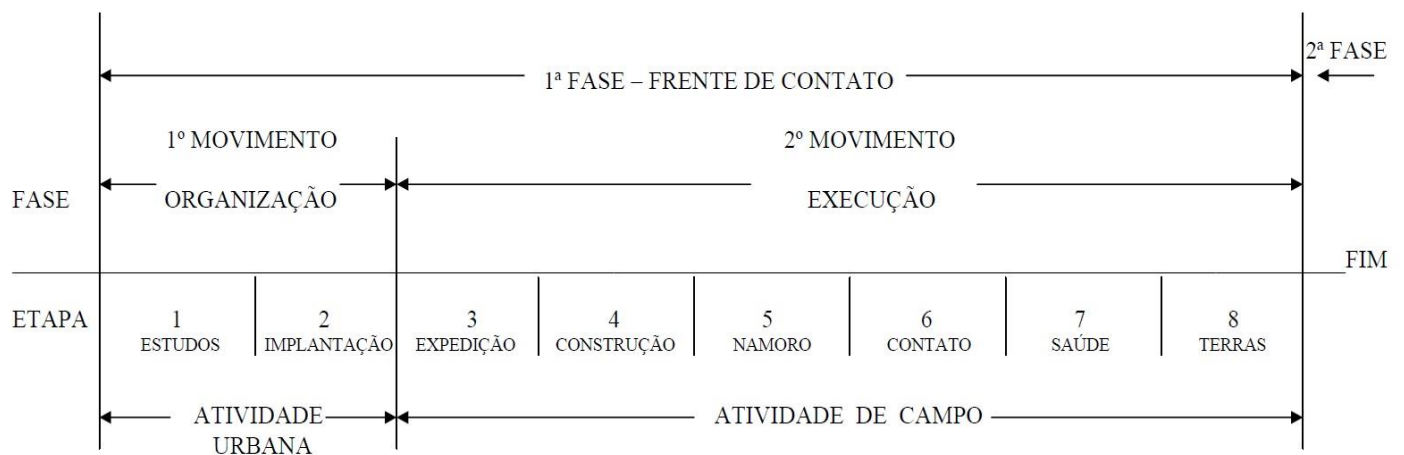 2ª FASE
1ª FASE – FRENTE DE CONTATO
1º MOVIMENTO 2º MOVIMENTO
FASE ORGANIZAÇÃO EXECUÇÃO
FIM
ETAPA 1 2 3 4 5 6 7 8
ESTUDOS IMPLANTAÇÃO EXPEDIÇÃO CONSTRUÇÃO NAMORO CONTATO SAÚDE TERRAS
ATIVIDADE ATIVIDADE DE CAMPO
URBANA